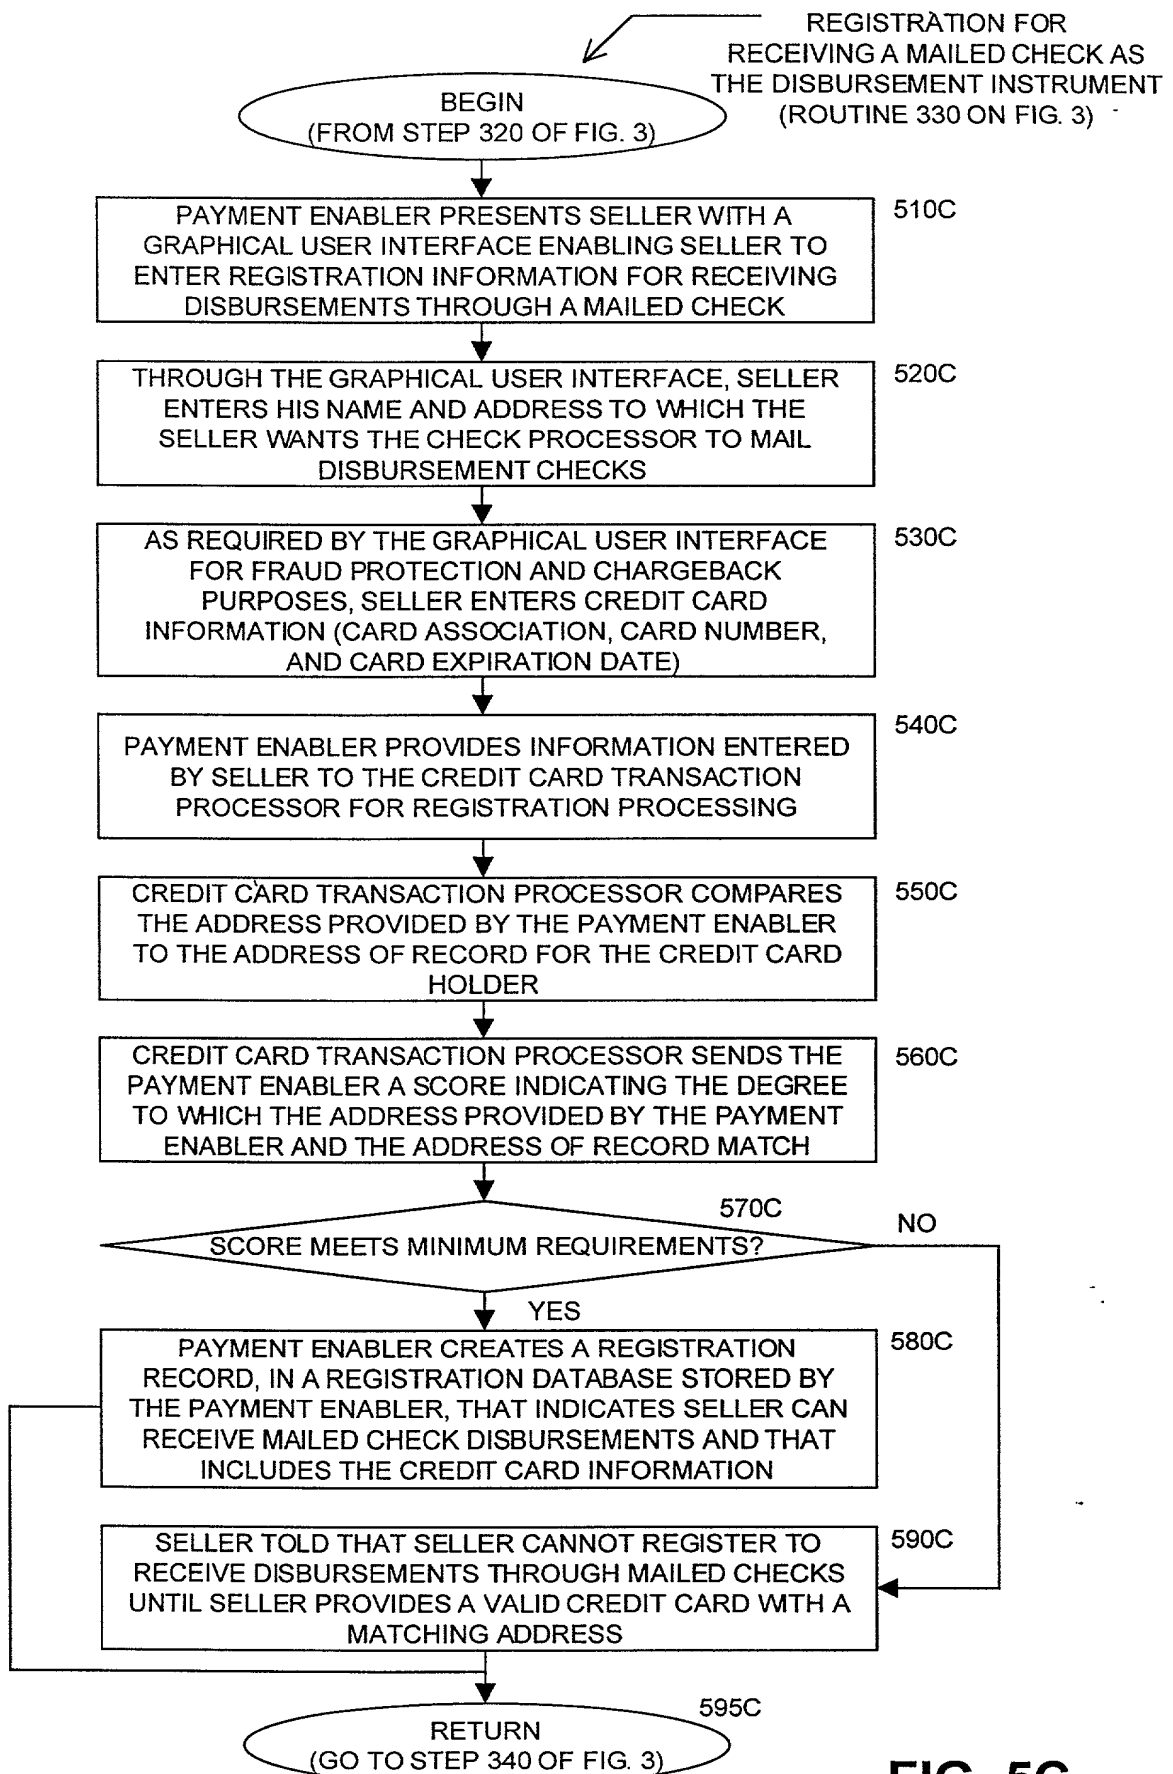 REGISTRATION FOR
RECEIVING A MAILED CHECK AS
THE DISBURSEMENT INSTRUMENT
(ROUTINE 330 ON FIG. 3)
BEGIN
(FROM STEP 320 OF FIG. 3)
510C
PAYMENT ENABLER PRESENTS SELLER WITH A
GRAPHICAL USER INTERFACE ENABLING SELLER TO
ENTER REGISTRATION INFORMATION FOR RECEIVING
DISBURSEMENTS THROUGH A MAILED CHECK
520C
THROUGH THE GRAPHICAL USER INTERFACE, SELLER
ENTERS HIS NAME AND ADDRESS TO WHICH THE
SELLER WANTS THE CHECK PROCESSOR TO MAIL
DISBURSEMENT CHECKS
530C
AS REQUIRED BY THE GRAPHICAL USER INTERFACE
FOR FRAUD PROTECTION AND CHARGEBACK
PURPOSES, SELLER ENTERS CREDIT CARD
INFORMATION (CARD ASSOCIATION, CARD NUMBER,
AND CARD EXPIRATION DATE)
540C
PAYMENT ENABLER PROVIDES INFORMATION ENTERED
BY SELLER TO THE CREDIT CARD TRANSACTION
PROCESSOR FOR REGISTRATION PROCESSING
550C
CREDIT CARD TRANSACTION PROCESSOR COMPARES
THE ADDRESS PROVIDED BY THE PAYMENT ENABLER
TO THE ADDRESS OF RECORD FOR THE CREDIT CARD
HOLDER
560C
CREDIT CARD TRANSACTION PROCESSOR SENDS THE
PAYMENT ENABLER A SCORE INDICATING THE DEGREE
TO WHICH THE ADDRESS PROVIDED BY THE PAYMENT
ENABLER AND THE ADDRESS OF RECORD MATCH
570C
SCORE MEETS MINIMUM REQUIREMENTS?
NO
YES
580C
PAYMENT ENABLER CREATES A REGISTRATION
RECORD, IN A REGISTRATION DATABASE STORED BY
THE PAYMENT ENABLER, THAT INDICATES SELLER CAN
RECEIVE MAILED CHECK DISBURSEMENTS AND THAT
INCLUDES THE CREDIT CARD INFORMATION
590C
SELLER TOLD THAT SELLER CANNOT REGISTER TO
RECEIVE DISBURSEMENTS THROUGH MAILED CHECKS
UNTIL SELLER PROVIDES A VALID CREDIT CARD WITH A
MATCHING ADDRESS
595C
RETURN
(GO TO STEP 340 OF FIG. 3)
FIG. 5C